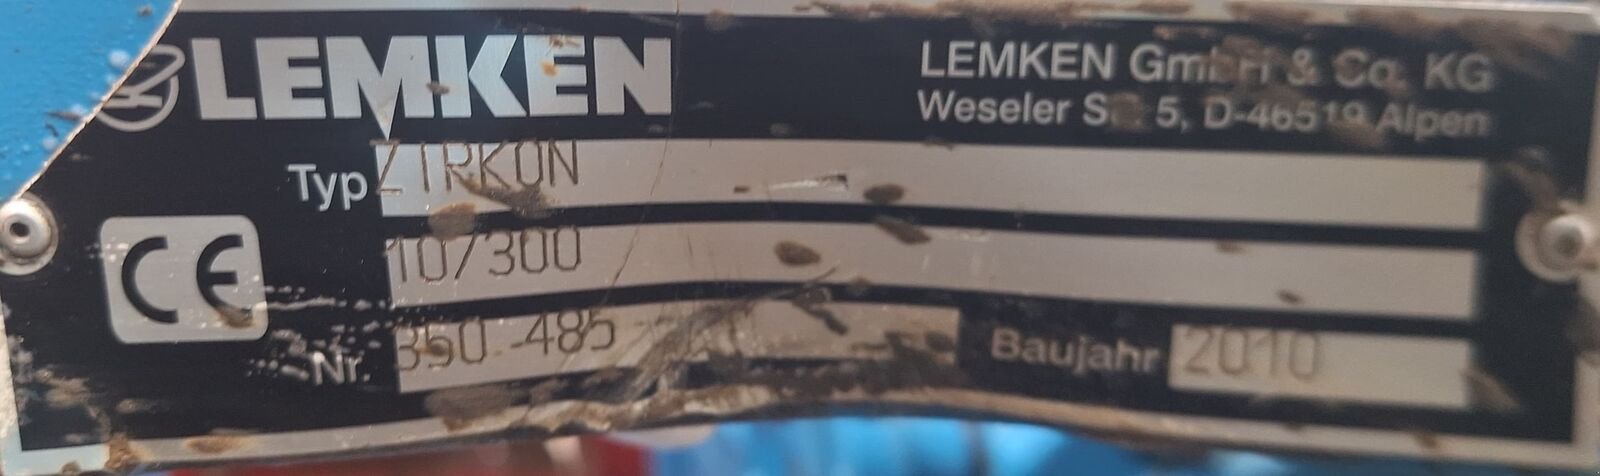 LEMKEN
LEMKEN GmbH & Co. KG
Weseler Str. 5, D-46519 Alpen
Typ ZIRKON
10/300
CE
Nr. 350 485
Baujahr 2010